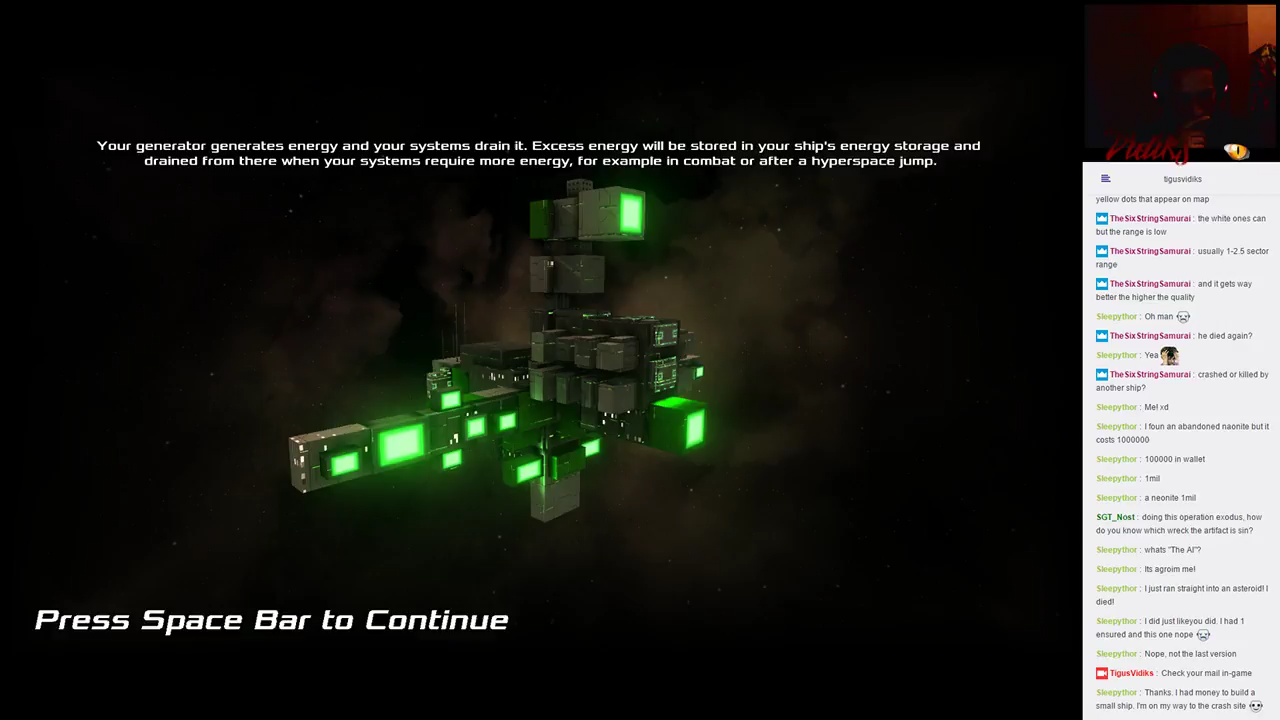 Your generator generates energy and your systems drain it. Excess energy will be stored in your ship's energy storage and
drained from there when your systems require more energy, for example in combat or after a hyperspace jump.
Press Space Bar to Continue
tigusvidiks
yellow dots that appear on map
TheSixStringSamurai : the white ones can
but the range is low
TheSixStringSamurai : usually 1-2.5 sector
range
TheSixStringSamurai : and it gets way
better the higher the quality
Sleepythor : Oh man
TheSixStringSamurai : he died again?
Sleepythor : Yea
TheSixStringSamurai : crashed or killed by
another ship?
Sleepythor : Me! xd
Sleepythor : I foun an abandoned naonite but it
costs 1000000
Sleepythor : 100000 in wallet
Sleepythor : 1mil
Sleepythor : a neonite 1mil
SGT_Nost : doing this operation exodus, how
do you know which wreck the artifact is sin?
Sleepythor : whats "The AI"?
Sleepythor : Its agroim me!
Sleepythor : I just ran straight into an asteroid! I
died!
Sleepythor : I did just likeyou did. I had 1
ensured and this one nope
Sleepythor : Nope, not the last version
TigusVidiks : Check your mail in-game
Sleepythor : Thanks. I had money to build a
small ship. I'm on my way to the crash site